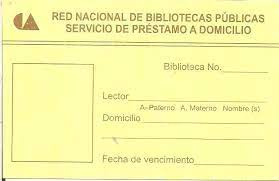 RED NACIONAL DE BIBLIOTECAS PÚBLICAS
SERVICIO DE PRÉSTAMO A DOMICILIO
Biblioteca No.
Lector
A. Paterno A. Materno Nombre (s)
Domicilio
Fecha de vencimiento